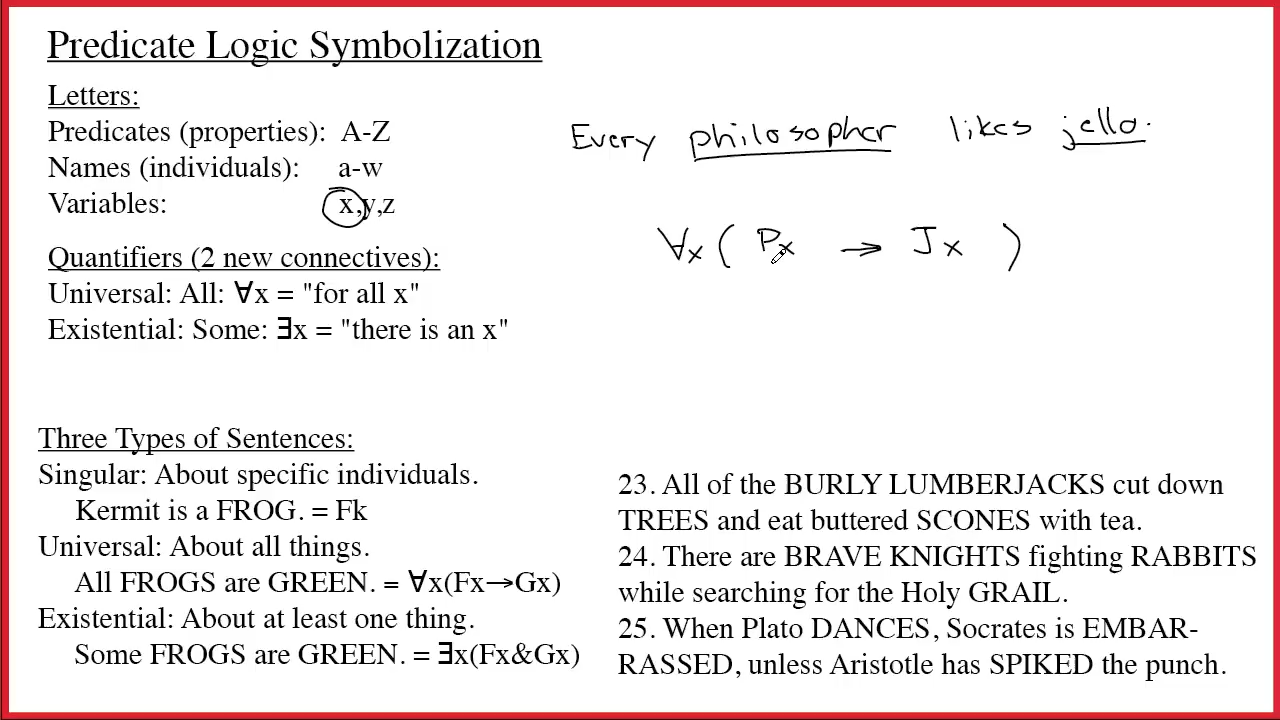 Predicate Logic Symbolization
Letters:
Predicates (properties): A-Z
Names (individuals): a-w
Variables: x,y,z
Quantifiers (2 new connectives):
Universal: All: ∀x = "for all x"
Existential: Some: ∃x = "there is an x"
Every philosopher likes jello.
∀x ( Px → Jx )
Three Types of Sentences:
Singular: About specific individuals.
Kermit is a FROG. = Fk
Universal: About all things.
All FROGS are GREEN. = ∀x(Fx→Gx)
Existential: About at least one thing.
Some FROGS are GREEN. = ∃x(Fx&Gx)
23. All of the BURLY LUMBERJACKS cut down
TREES and eat buttered SCONES with tea.
24. There are BRAVE KNIGHTS fighting RABBITS
while searching for the Holy GRAIL.
25. When Plato DANCES, Socrates is EMBAR-
RASSED, unless Aristotle has SPIKED the punch.